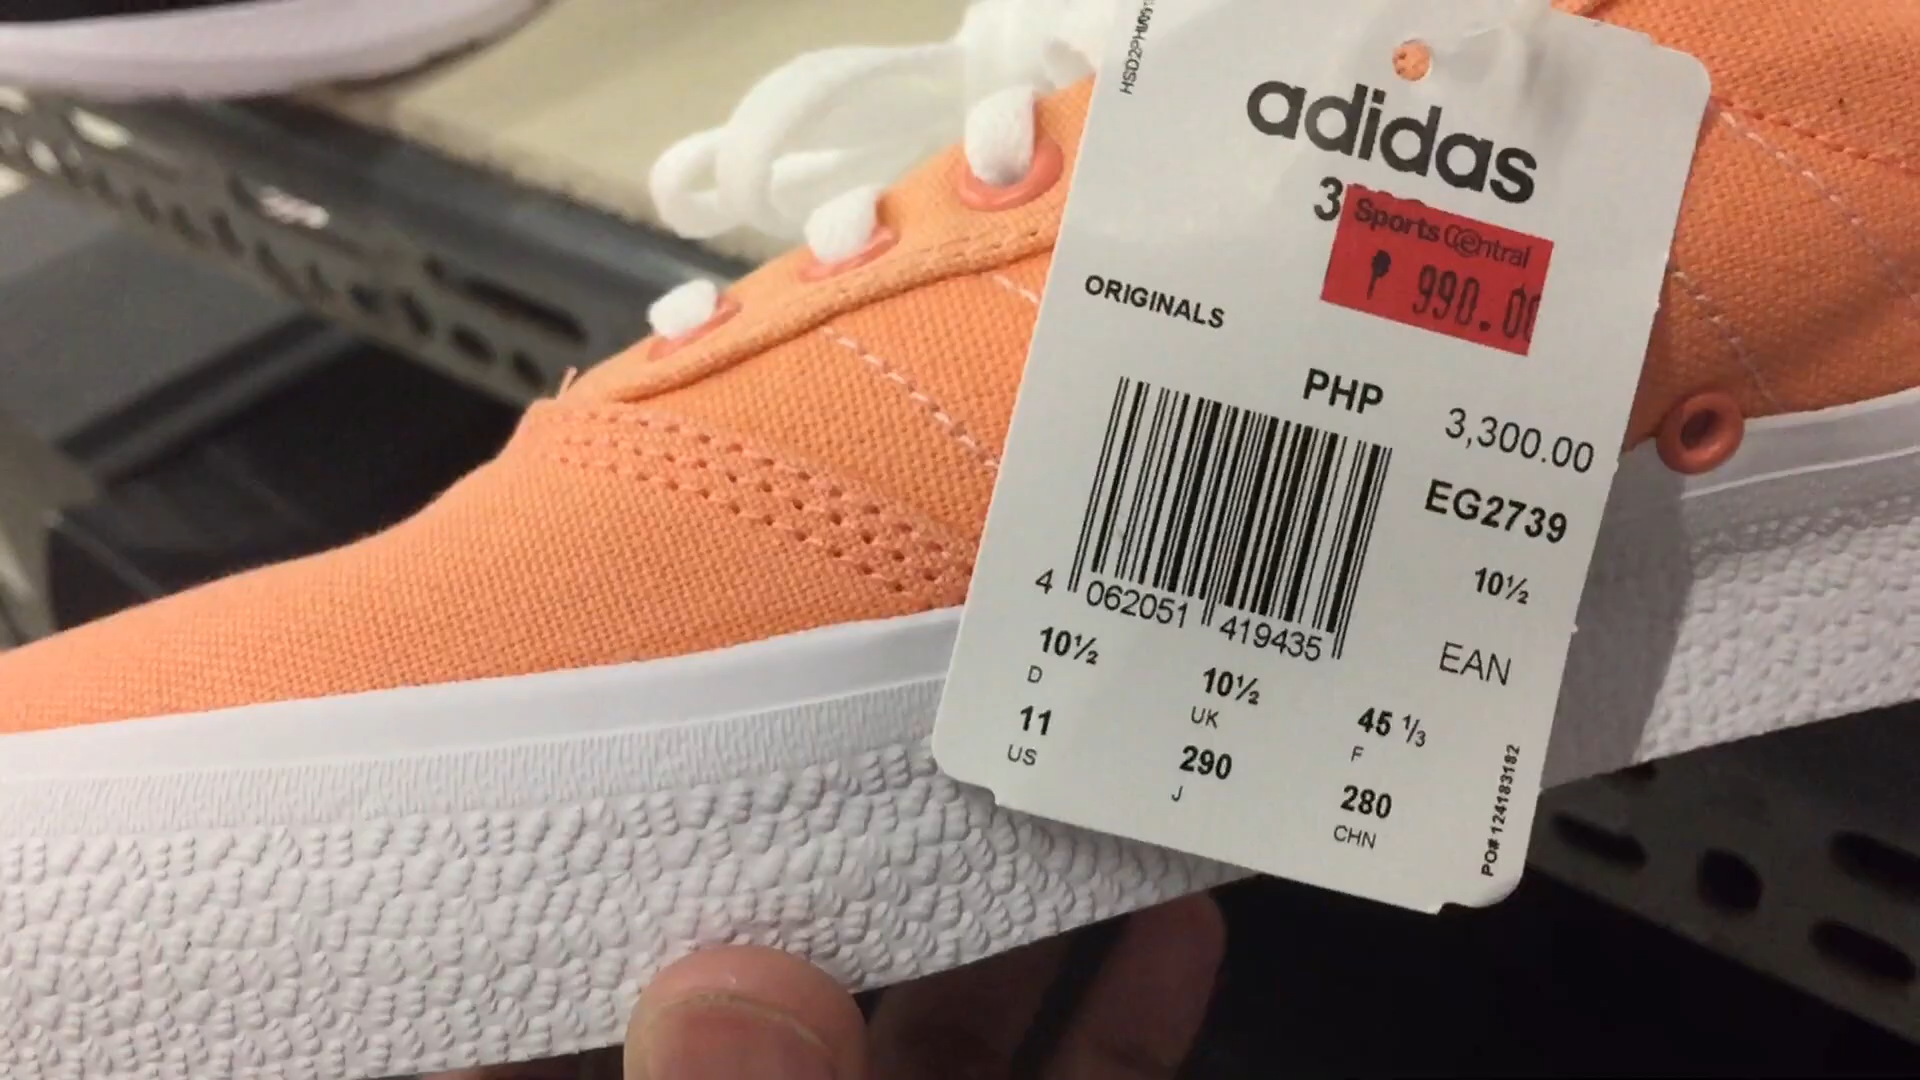 adidas
3
Sports Central
₱ 990.00
ORIGINALS
PHP
3,300.00
EG2739
10½
EAN
4 062051 419435
10½ D
10½ UK
45 ⅓ F
11 US
290 J
280 CHN
PO# 124183182